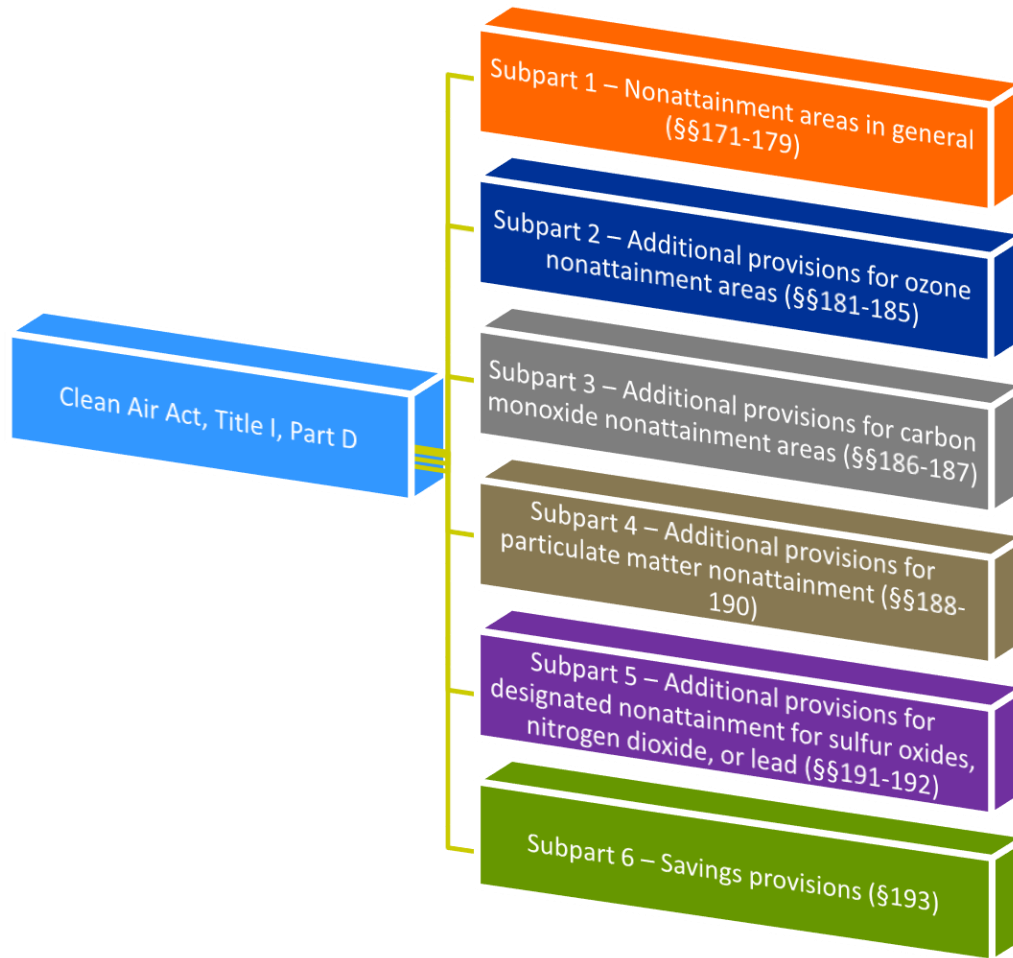 Subpart 1 – Nonattainment areas in general
(§§171-179)
Subpart 2 – Additional provisions for ozone
nonattainment areas (§§181-185)
Clean Air Act, Title I, Part D
Subpart 3 – Additional provisions for carbon
monoxide nonattainment areas (§§186-187)
Subpart 4 – Additional provisions for
particulate matter nonattainment (§§188-
190)
Subpart 5 – Additional provisions for
designated nonattainment for sulfur oxides,
nitrogen dioxide, or lead (§§191-192)
Subpart 6 – Savings provisions (§193)